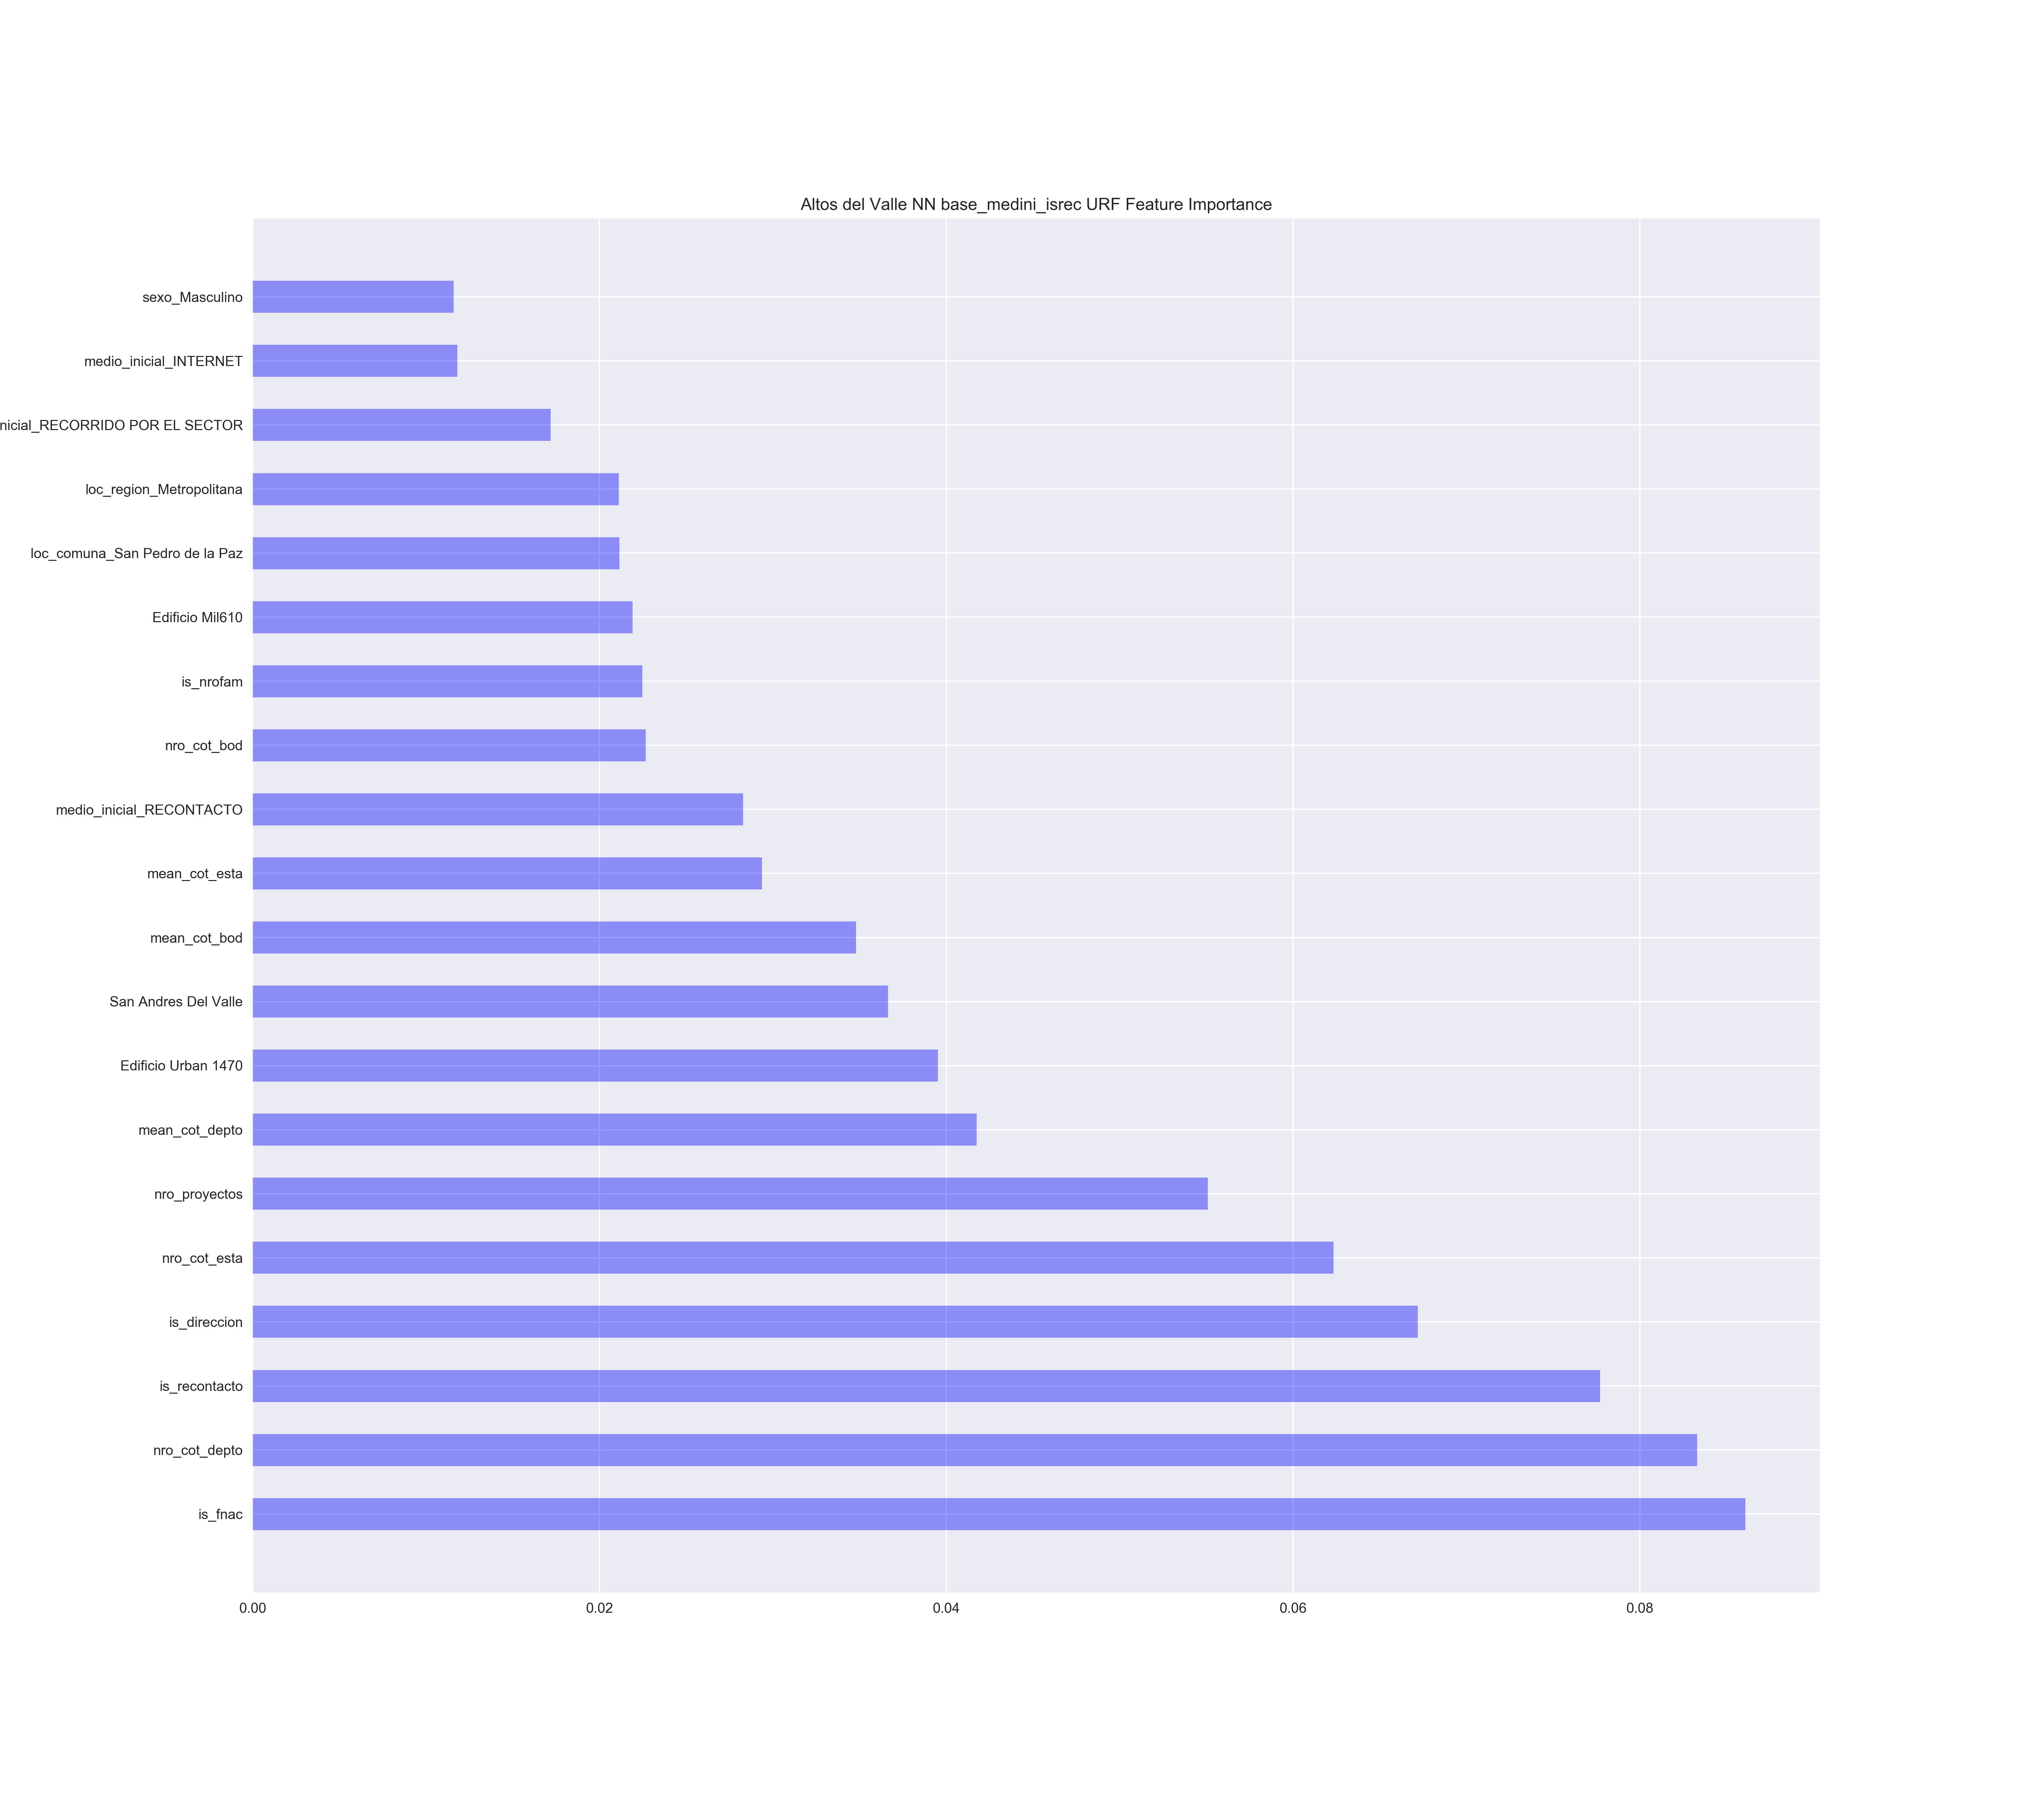 Altos del Valle NN base_medini_isrec URF Feature Importance
sexo_Masculino
medio_inicial_INTERNET
nicial_RECORRIDO POR EL SECTOR
loc_region_Metropolitana
loc_comuna_San Pedro de la Paz
Edificio Mil610
is_nrofam
nro_cot_bod
medio_inicial_RECONTACTO
mean_cot_esta
mean_cot_bod
San Andres Del Valle
Edificio Urban 1470
mean_cot_depto
nro_proyectos
nro_cot_esta
is_direccion
is_recontacto
nro_cot_depto
is_fnac
0.00 0.02 0.04 0.06 0.08